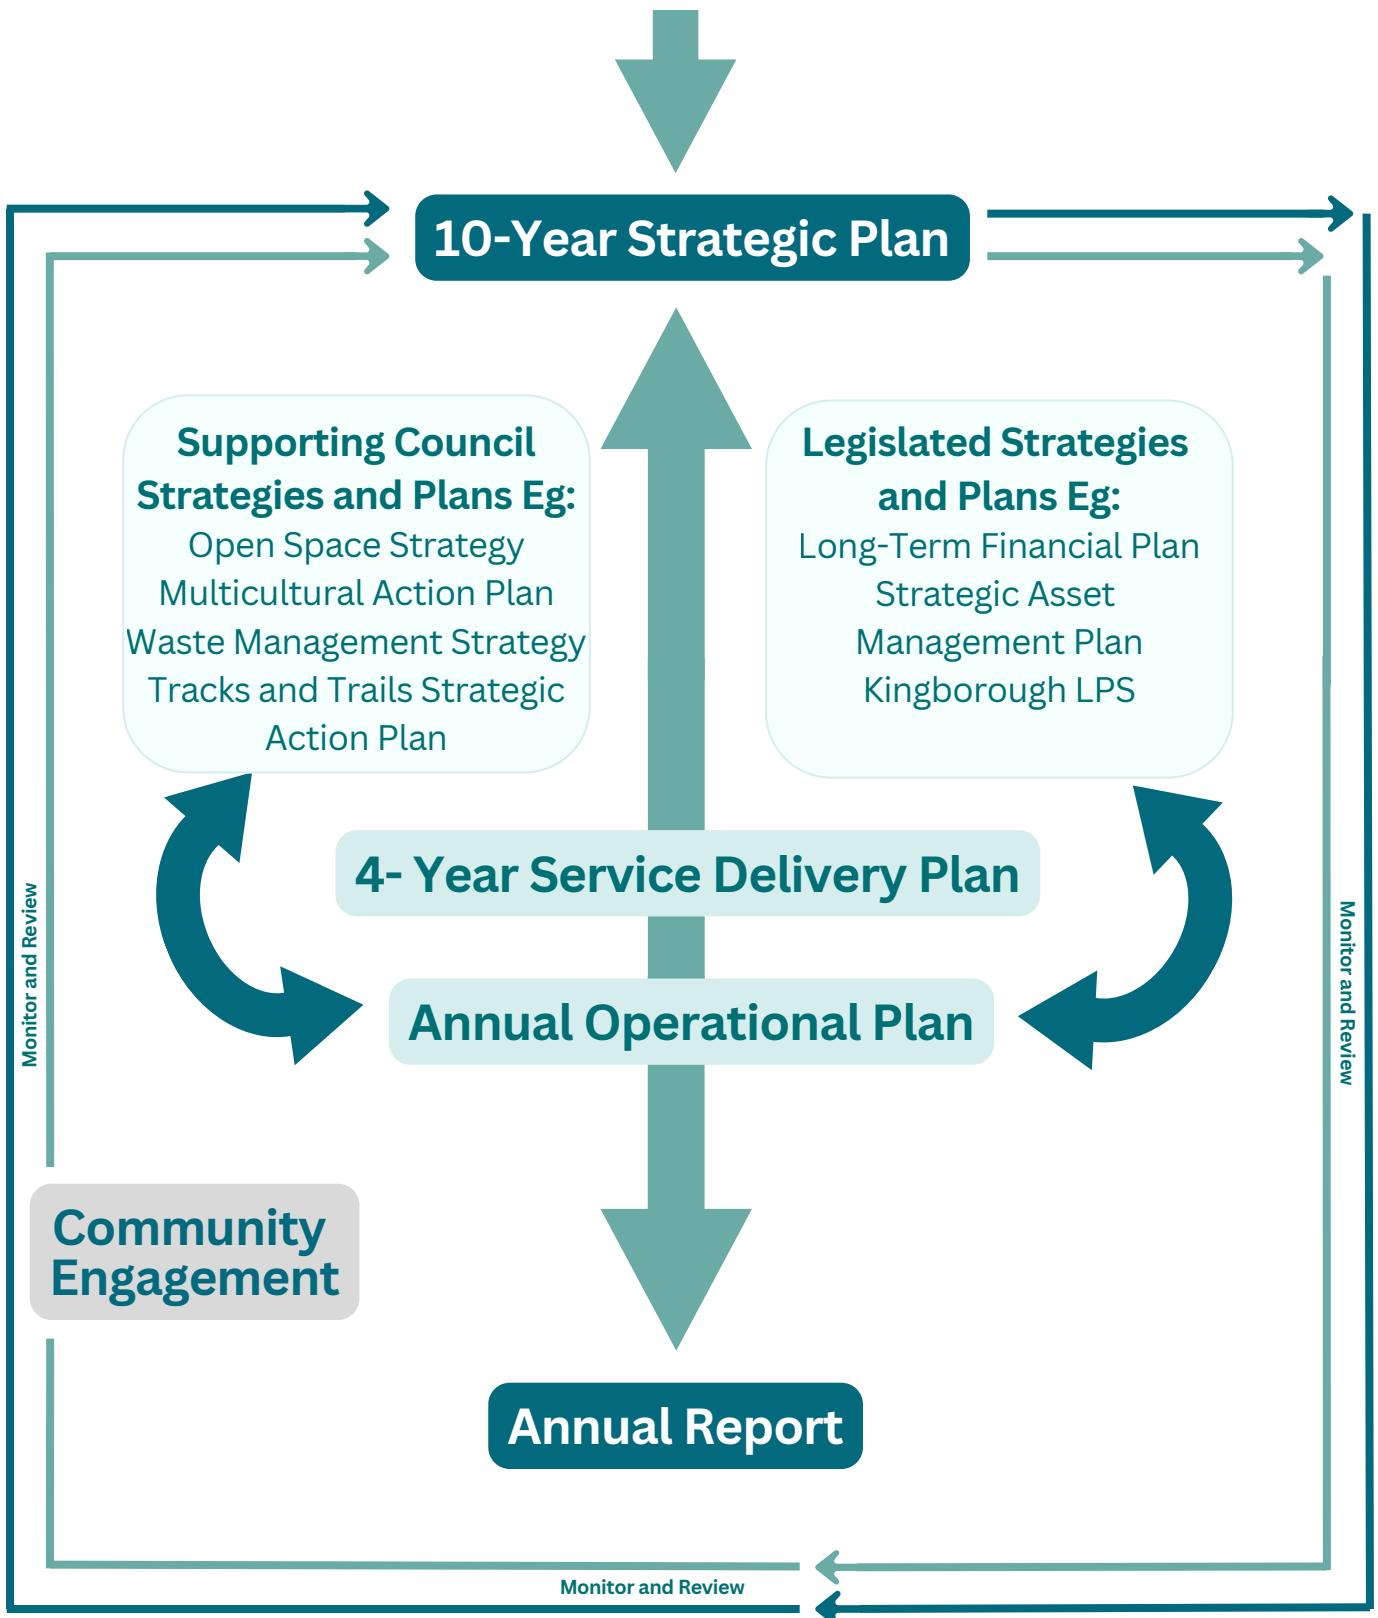 10-Year Strategic Plan
Supporting Council
Strategies and Plans Eg:
Open Space Strategy
Multicultural Action Plan
Waste Management Strategy
Tracks and Trails Strategic
Action Plan
Legislated Strategies
and Plans Eg:
Long-Term Financial Plan
Strategic Asset
Management Plan
Kingborough LPS
4- Year Service Delivery Plan
Annual Operational Plan
Monitor and Review
Monitor and Review
Community
Engagement
Annual Report
Monitor and Review